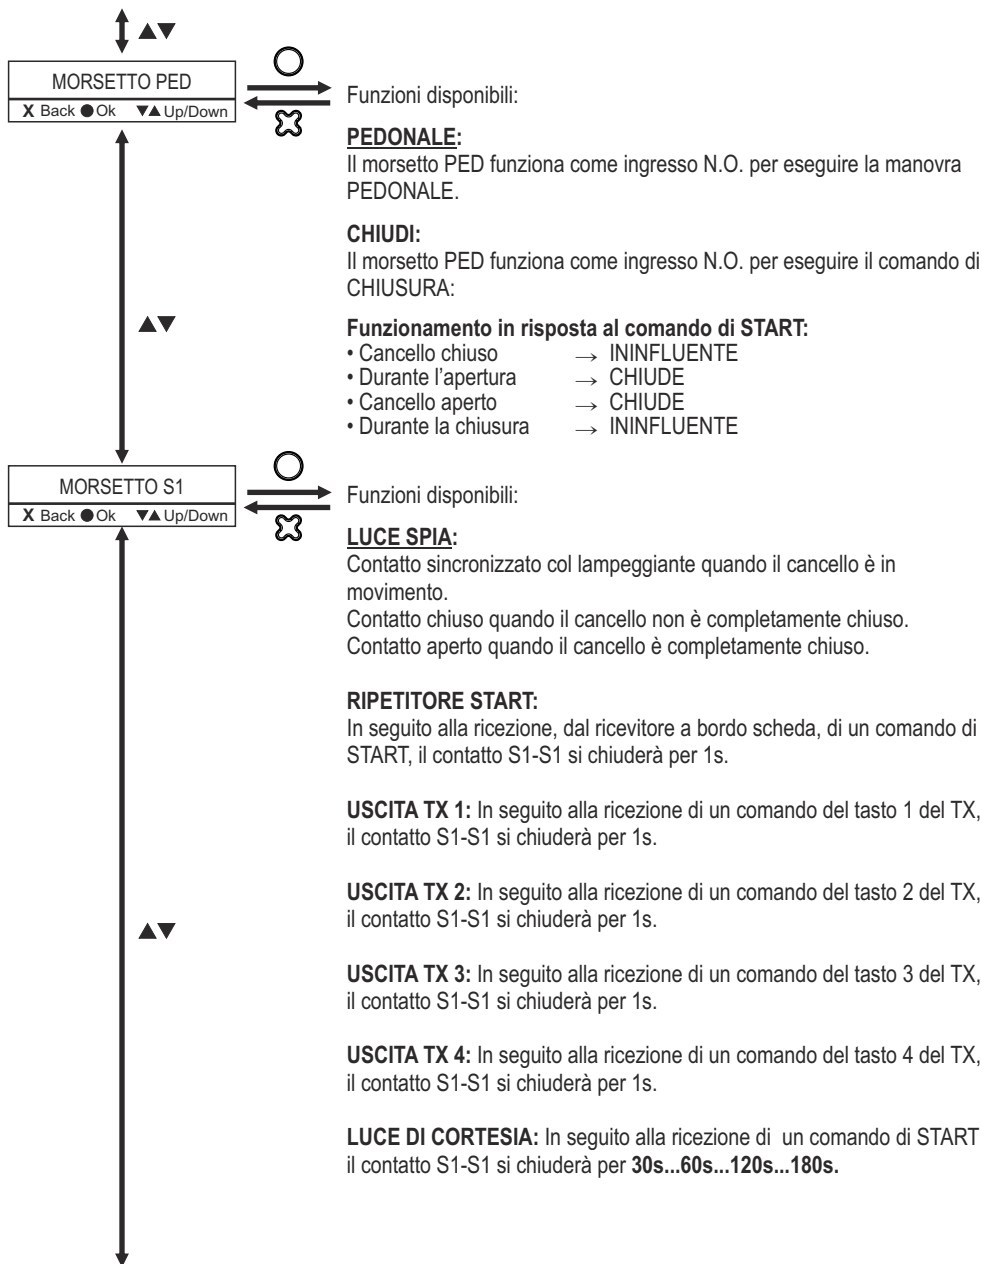 ▲▼
MORSETTO PED
X Back ●Ok ▼▲Up/Down
Funzioni disponibili:
PEDONALE:
Il morsetto PED funziona come ingresso N.O. per eseguire la manovra
PEDONALE.
CHIUDI:
Il morsetto PED funziona come ingresso N.O. per eseguire il comando di
CHIUSURA:
▲▼
Funzionamento in risposta al comando di START:
• Cancello chiuso → ININFLUENTE
• Durante l’apertura → CHIUDE
• Cancello aperto → CHIUDE
• Durante la chiusura → ININFLUENTE
MORSETTO S1
X Back ●Ok ▼▲Up/Down
Funzioni disponibili:
LUCE SPIA:
Contatto sincronizzato col lampeggiante quando il cancello è in
movimento.
Contatto chiuso quando il cancello non è completamente chiuso.
Contatto aperto quando il cancello è completamente chiuso.
RIPETITORE START:
In seguito alla ricezione, dal ricevitore a bordo scheda, di un comando di
START, il contatto S1-S1 si chiuderà per 1s.
USCITA TX 1: In seguito alla ricezione di un comando del tasto 1 del TX,
il contatto S1-S1 si chiuderà per 1s.
USCITA TX 2: In seguito alla ricezione di un comando del tasto 2 del TX,
il contatto S1-S1 si chiuderà per 1s.
▲▼
USCITA TX 3: In seguito alla ricezione di un comando del tasto 3 del TX,
il contatto S1-S1 si chiuderà per 1s.
USCITA TX 4: In seguito alla ricezione di un comando del tasto 4 del TX,
il contatto S1-S1 si chiuderà per 1s.
LUCE DI CORTESIA: In seguito alla ricezione di un comando di START
il contatto S1-S1 si chiuderà per 30s...60s...120s...180s.